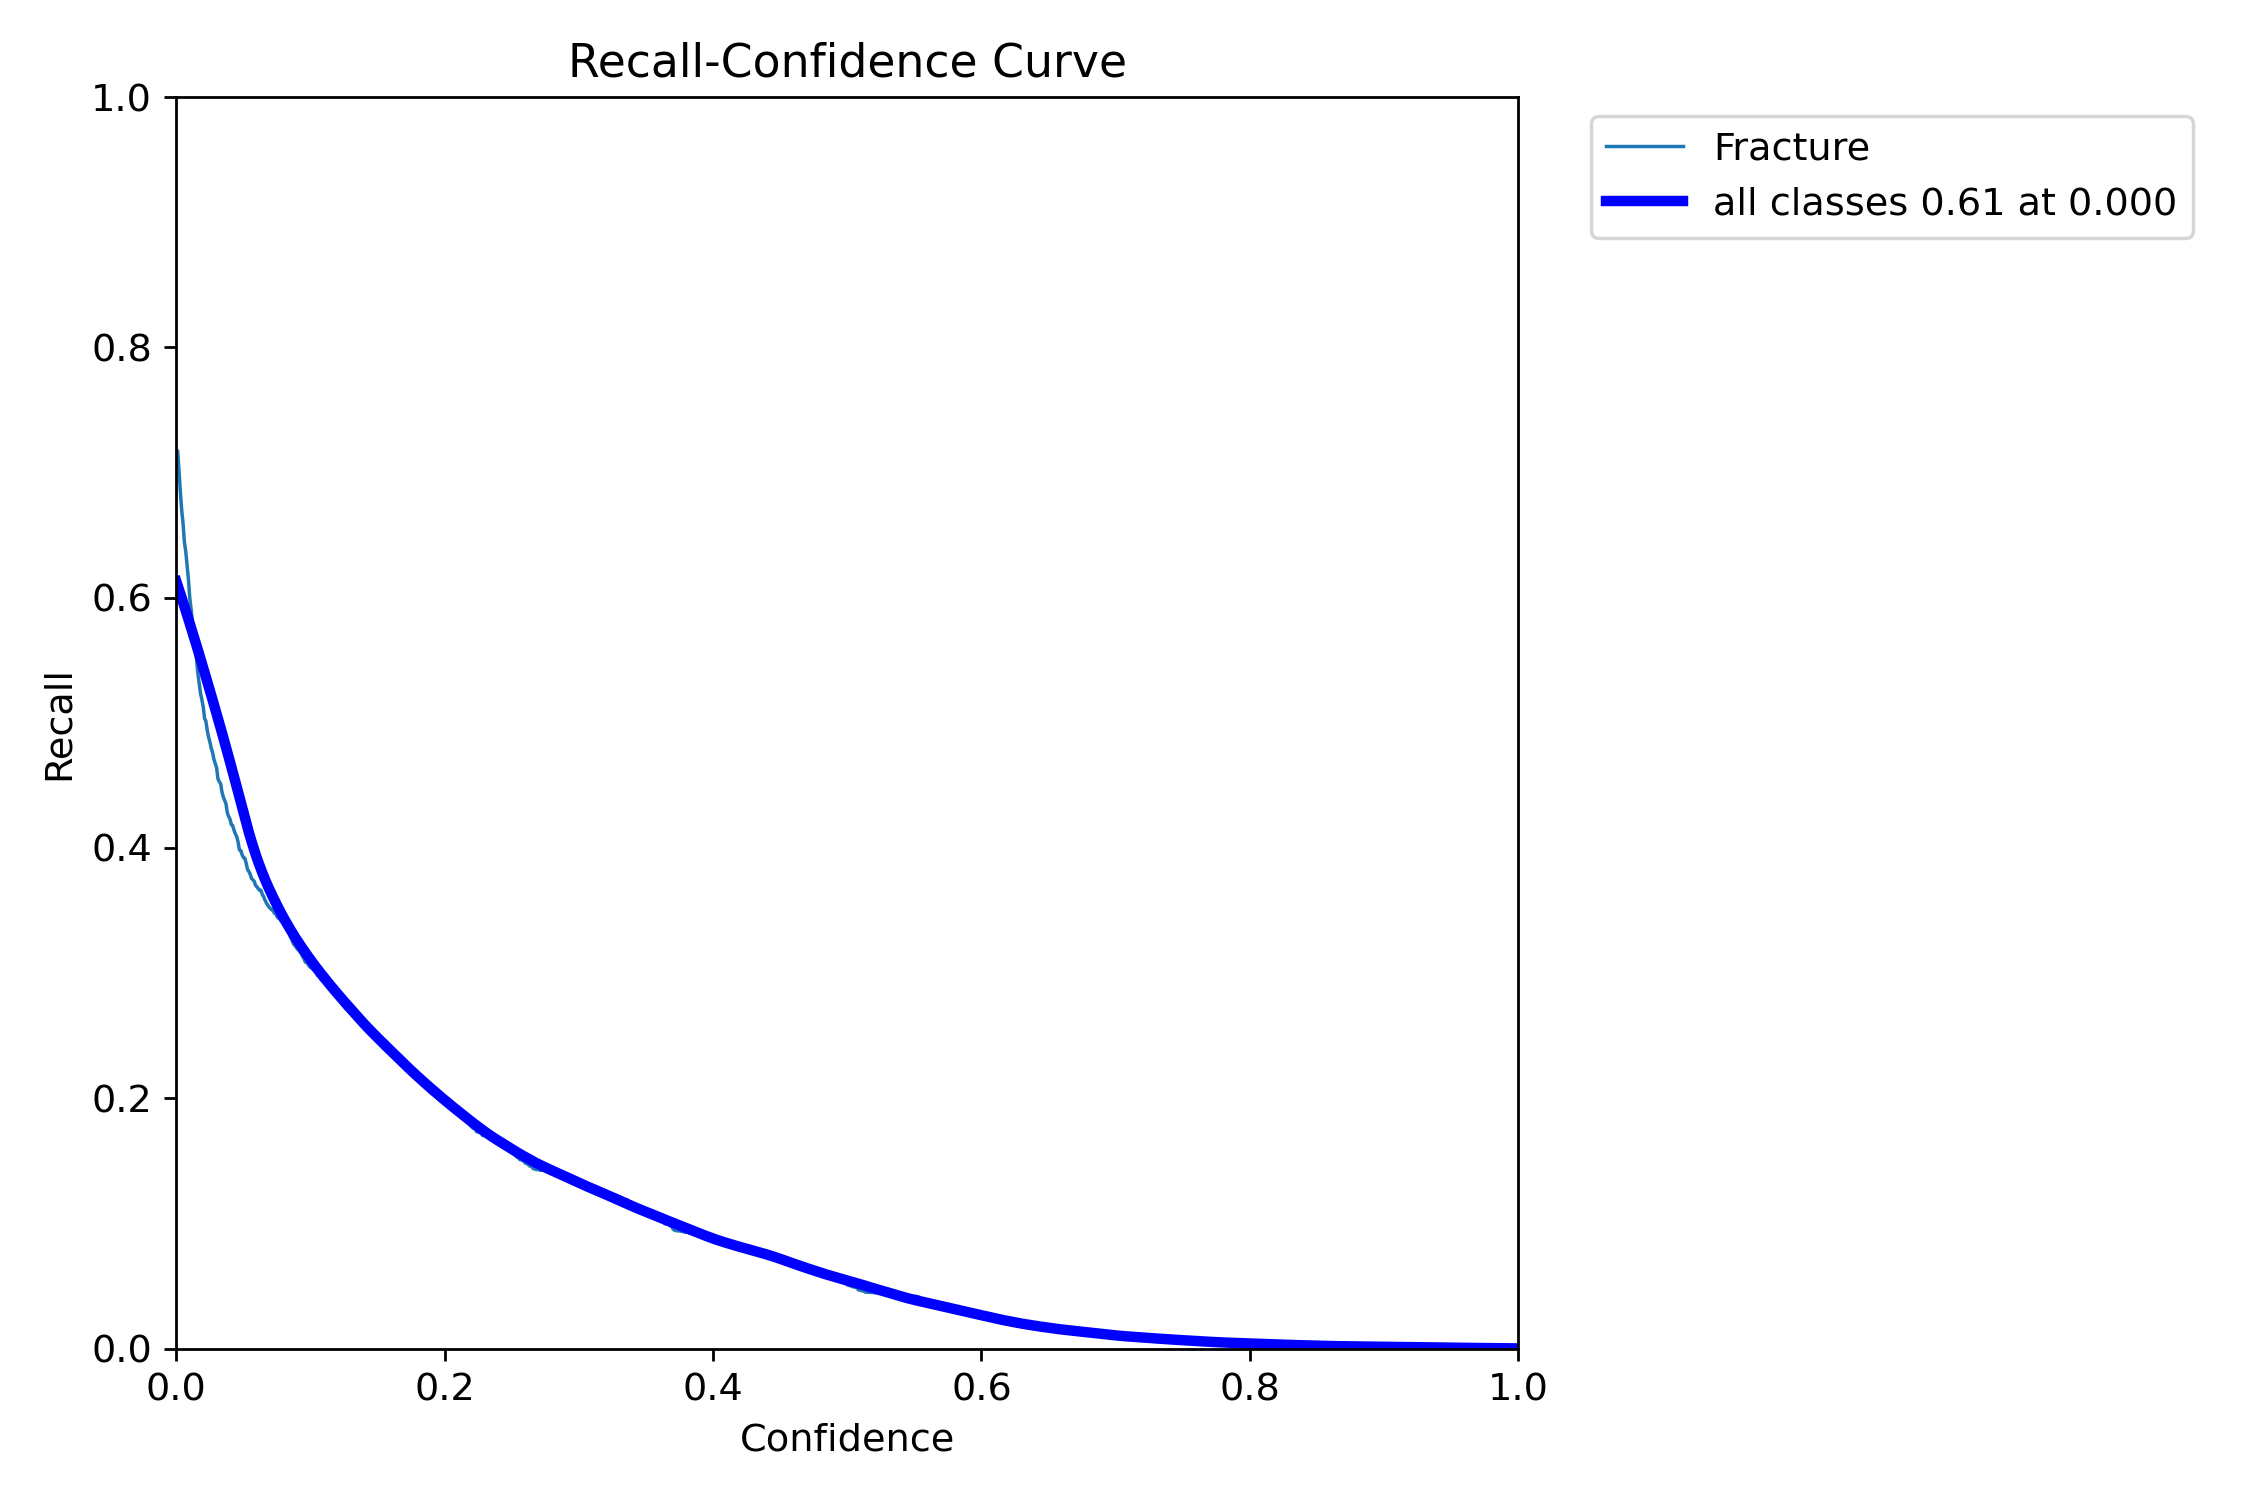 Recall-Confidence Curve
1.0
0.8
0.6
0.4
0.2
0.0
Recall
0.0 0.2 0.4 0.6 0.8 1.0
Confidence
Fracture
all classes 0.61 at 0.000